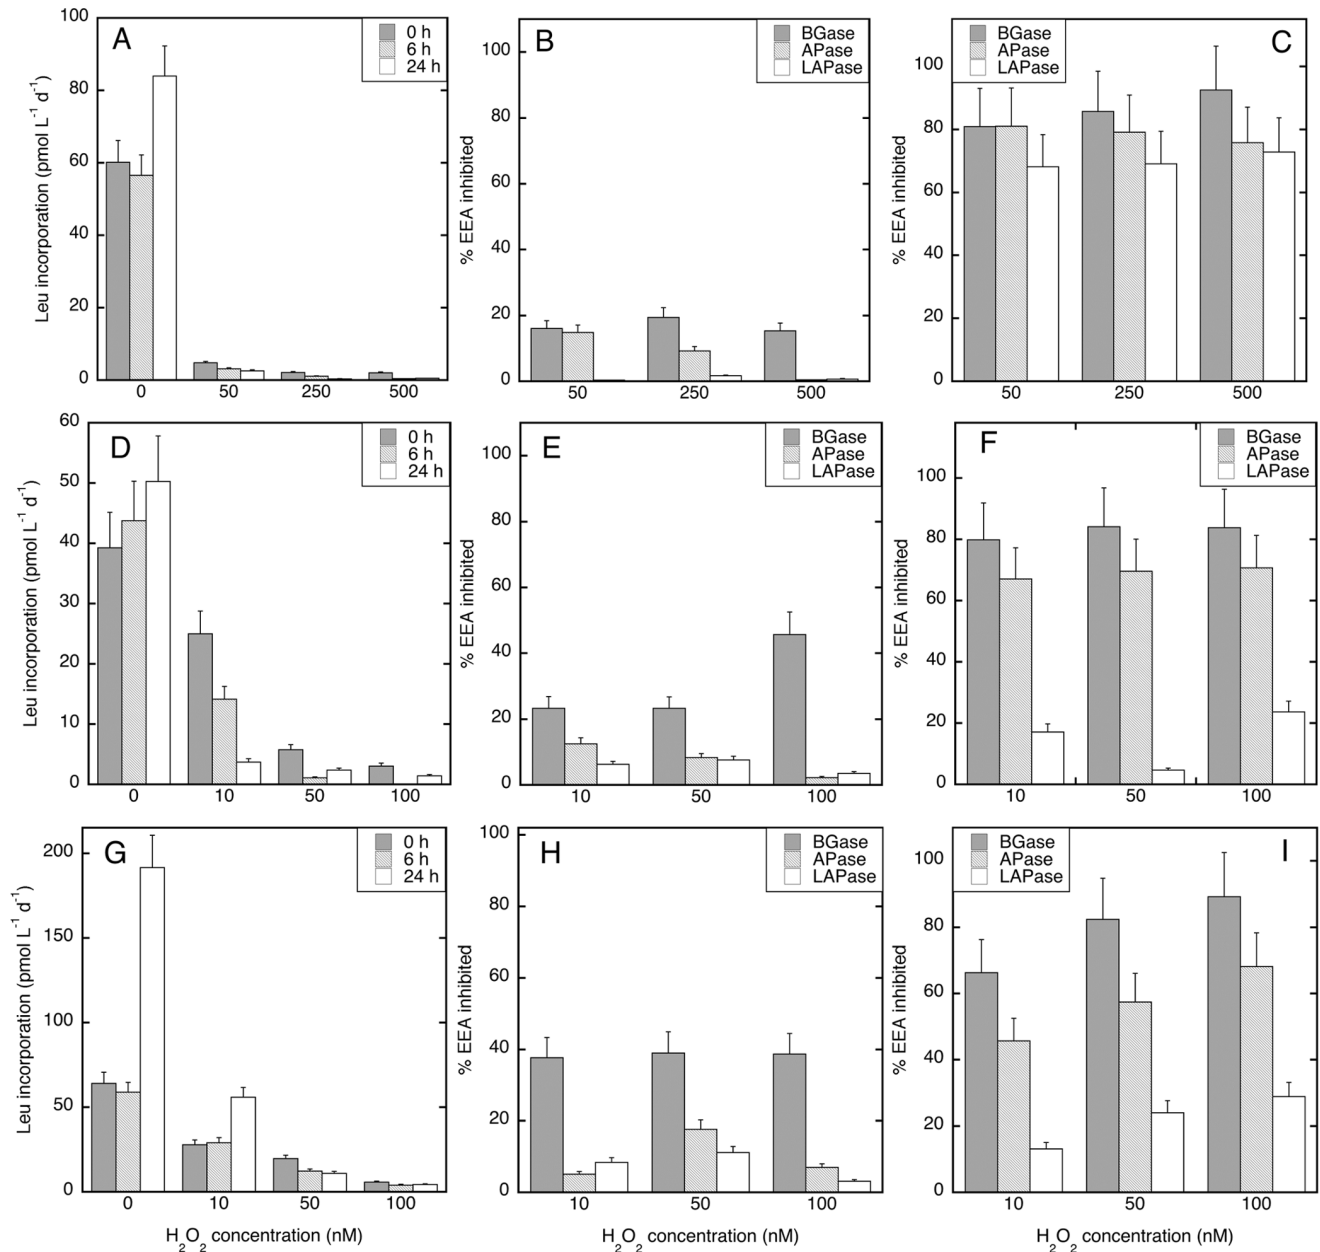 A
0 h
6 h
24 h
100
80
60
40
20
0
Leu incorporation (pmol L⁻¹ d⁻¹)
0 50 250 500
B
BGase
APase
LAPase
100
80
60
40
20
0
% EEA inhibited
50 250 500
C
BGase
APase
LAPase
100
80
60
40
20
0
% EEA inhibited
50 250 500
D
0 h
6 h
24 h
60
50
40
30
20
10
0
Leu incorporation (pmol L⁻¹ d⁻¹)
0 10 50 100
E
BGase
APase
LAPase
100
80
60
40
20
0
% EEA inhibited
10 50 100
F
BGase
APase
LAPase
100
80
60
40
20
0
% EEA inhibited
10 50 100
G
0 h
6 h
24 h
200
150
100
50
0
Leu incorporation (pmol L⁻¹ d⁻¹)
0 10 50 100
H₂O₂ concentration (nM)
H
BGase
APase
LAPase
100
80
60
40
20
0
% EEA inhibited
10 50 100
H₂O₂ concentration (nM)
I
BGase
APase
LAPase
100
80
60
40
20
0
% EEA inhibited
10 50 100
H₂O₂ concentration (nM)